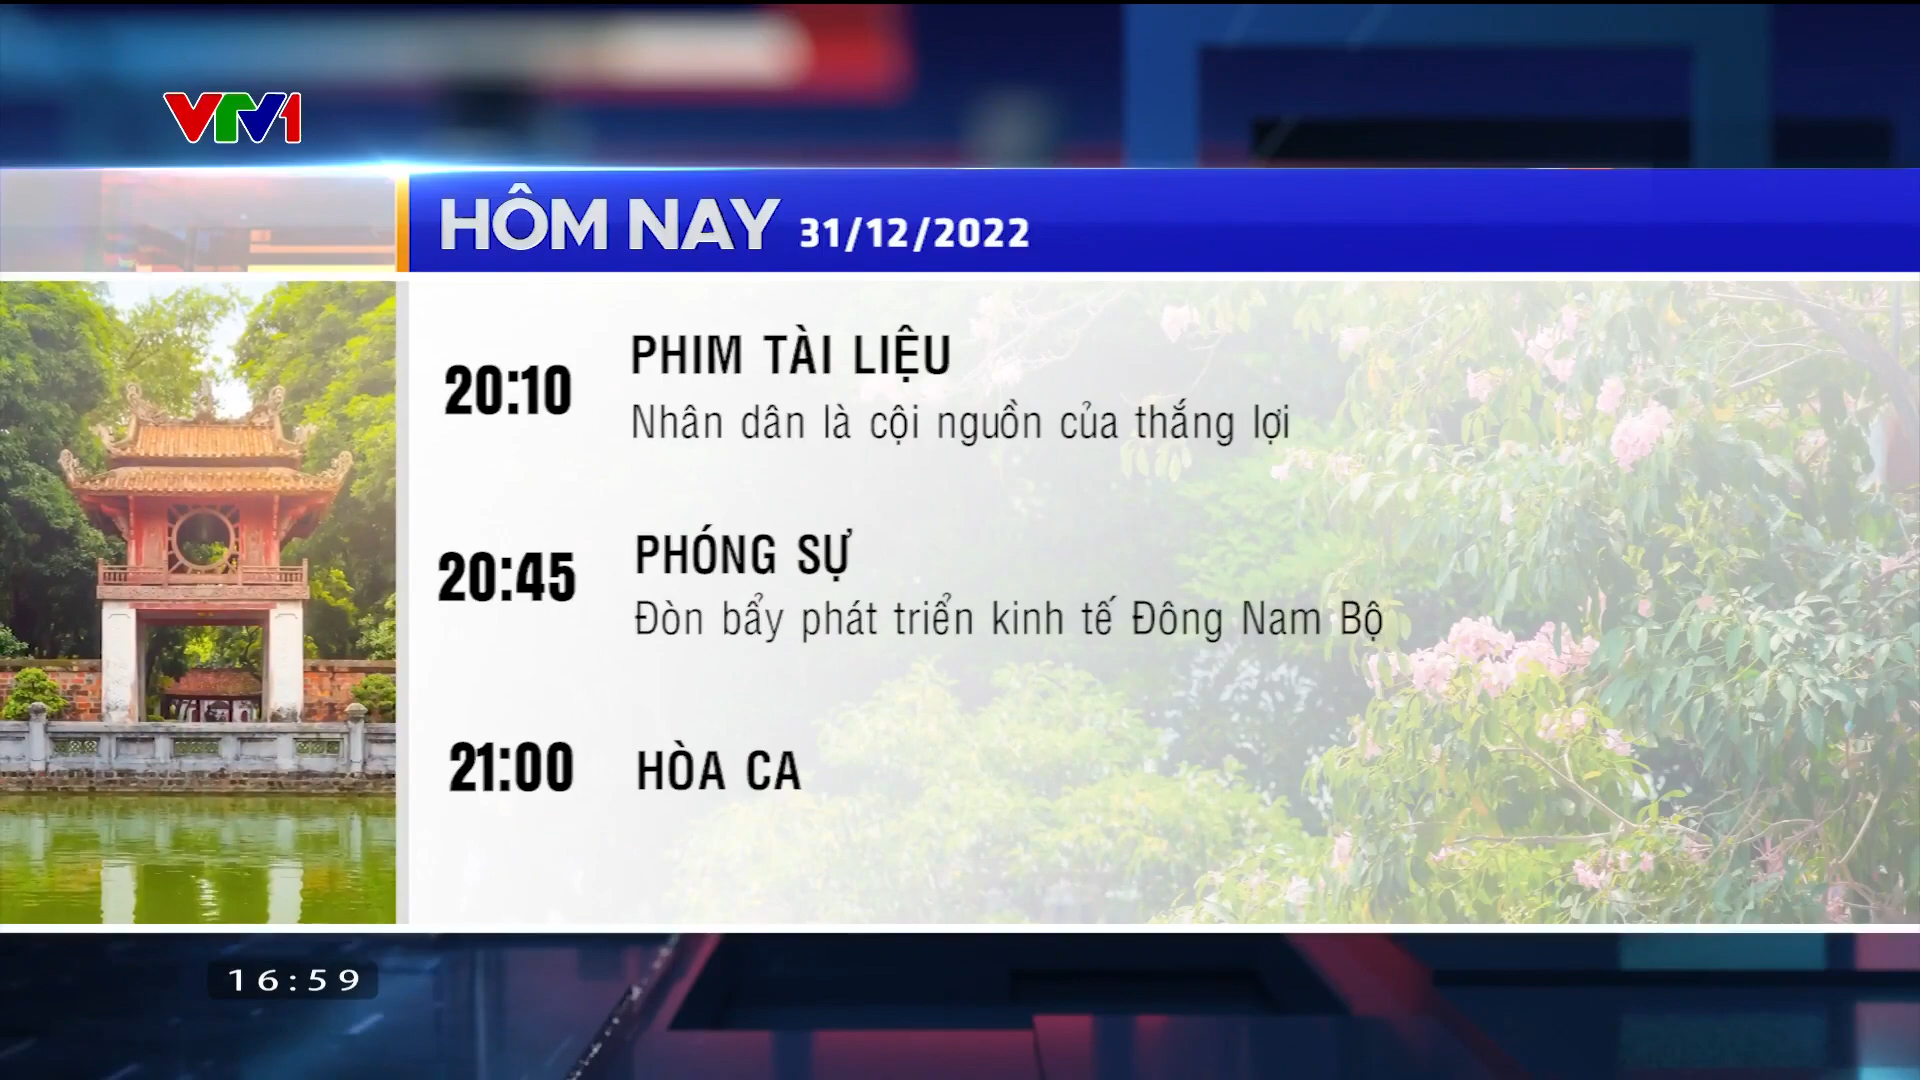 VTV1
HÔM NAY 31/12/2022
20:10
PHIM TÀI LIỆU
Nhân dân là cội nguồn của thắng lợi
20:45
PHÓNG SỰ
Đòn bẩy phát triển kinh tế Đông Nam Bộ
21:00
HÒA CA
16:59